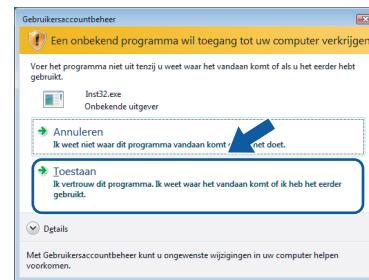 Gebruikersaccountbeheer
Een onbekend programma wil toegang tot uw computer verkrijgen
Voer het programma niet uit tenzij u weet waar het vandaan komt of als u het eerder hebt
gebruikt.
Inst32.exe
Onbekende uitgever
Annuleren
Ik weet niet waar dit programma vandaan komt het doet.
Toestaan
Ik vertrouw dit programma. Ik weet waar het vandaan komt of ik heb het eerder
gebruikt.
Details
Met Gebruikersaccountbeheer kunt u ongewenste wijzigingen in uw computer helpen
voorkomen.